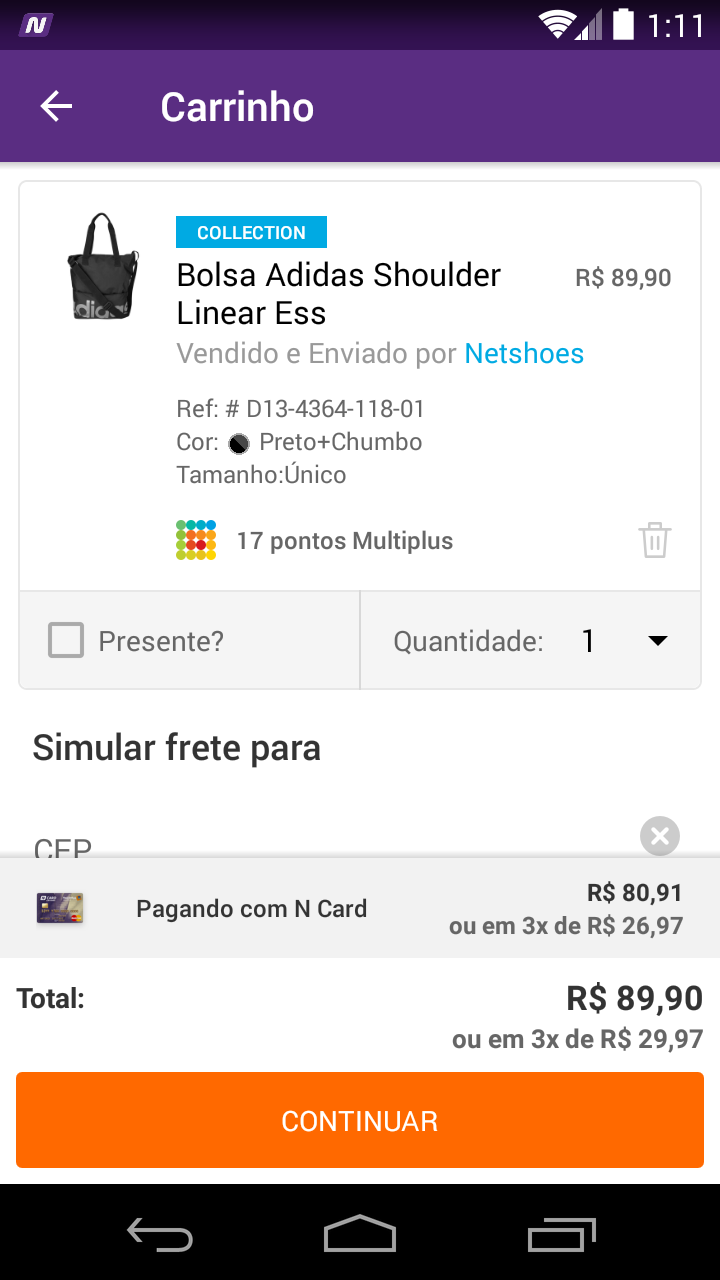 N
1:11
Carrinho
COLLECTION
Bolsa Adidas Shoulder
Linear Ess
R$ 89,90
Vendido e Enviado por Netshoes
Ref: # D13-4364-118-01
Cor: Preto+Chumbo
Tamanho:Único
17 pontos Multiplus
Presente?
Quantidade: 1
Simular frete para
CEP
Pagando com N Card
R$ 80,91
ou em 3x de R$ 26,97
Total:
R$ 89,90
ou em 3x de R$ 29,97
CONTINUAR